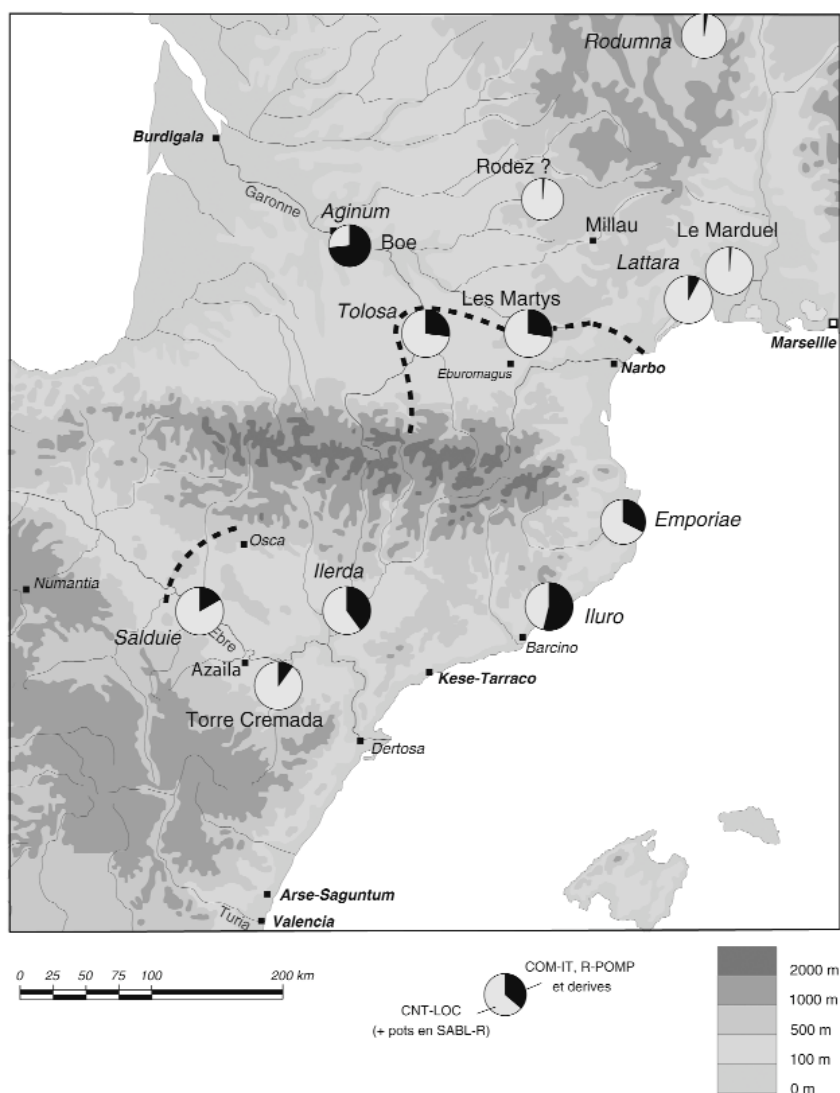 Rodumna
Burdigala
Rodez ?
Garonne
Aginum
Boe
Millau
Le Marduel
Lattara
Tolosa
Les Martys
Marseille
Eburomagus
Narbo
Emporiae
Osca
Ilerda
Numantia
Iluro
Salduie
Ebre
Barcino
Azaila
Kese-Tarraco
Torre Cremada
Dertosa
Arse-Saguntum
Turia
Valencia
0 25 50 75 100 200 km
COM-IT, R-POMP
et derives
CNT-LOC
(+ pots en SABL-R)
2000 m
1000 m
500 m
100 m
0 m